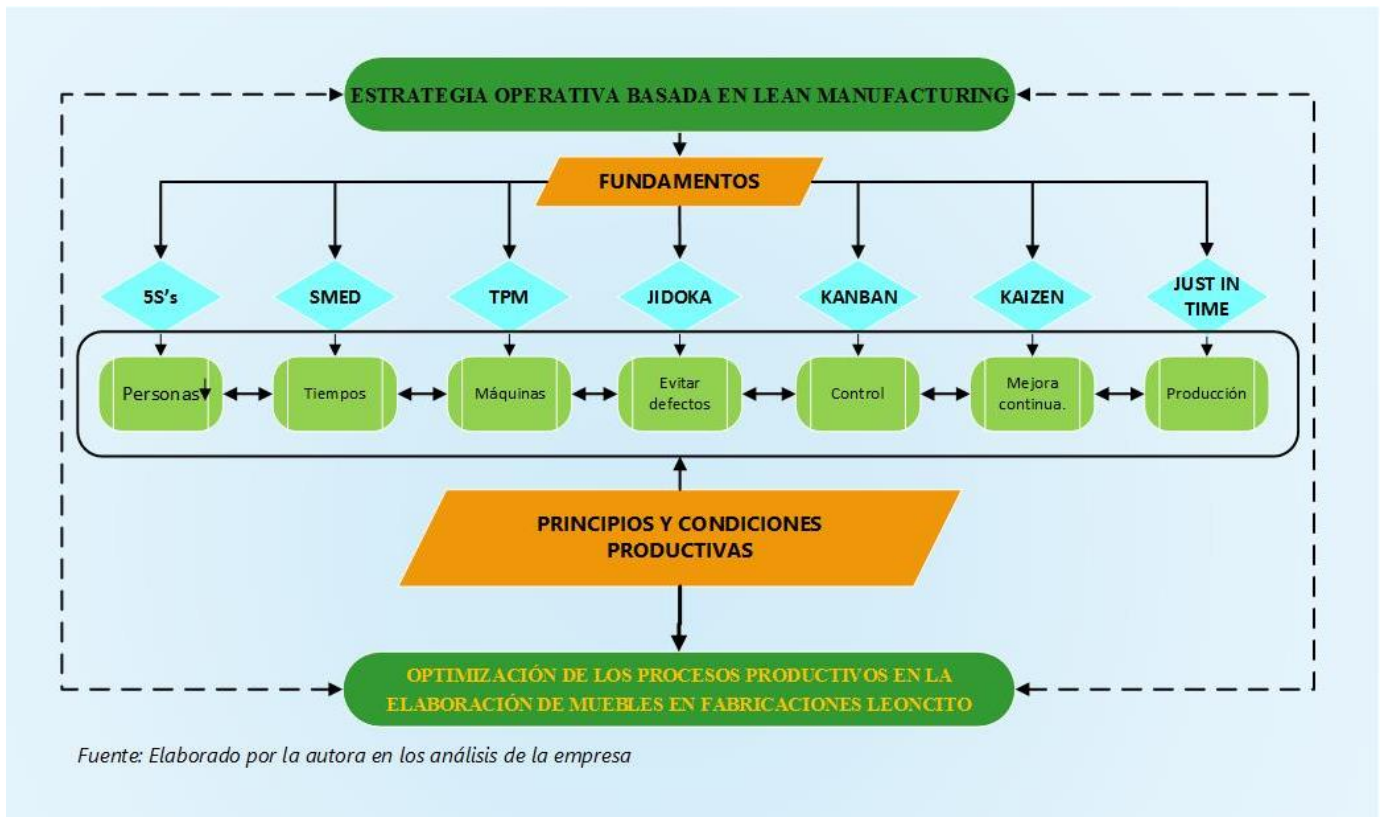 ESTRATEGIA OPERATIVA BASADA EN LEAN MANUFACTURING
FUNDAMENTOS
5S's
SMED
TPM
JIDOKA
KANBAN
KAIZEN
JUST IN
TIME
Personas
Tiempos
Máquinas
Evitar
defectos
Control
Mejora
continua.
Producción
PRINCIPIOS Y CONDICIONES
PRODUCTIVAS
OPTIMIZACIÓN DE LOS PROCESOS PRODUCTIVOS EN LA
ELABORACIÓN DE MUEBLES EN FABRICACIONES LEONCITO
Fuente: Elaborado por la autora en los análisis de la empresa